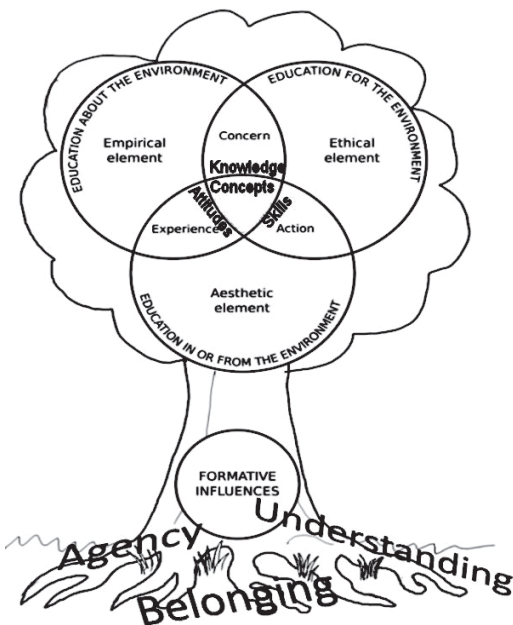 EDUCATION ABOUT THE ENVIRONMENT
EDUCATION FOR THE ENVIRONMENT
Empirical
element
Concern
Ethical
element
Knowledge
Concepts
Attitudes
Skills
Experience
Action
Aesthetic
element
EDUCATION IN OR FROM THE ENVIRONMENT
FORMATIVE
INFLUENCES
Agency
Understanding
Belonging